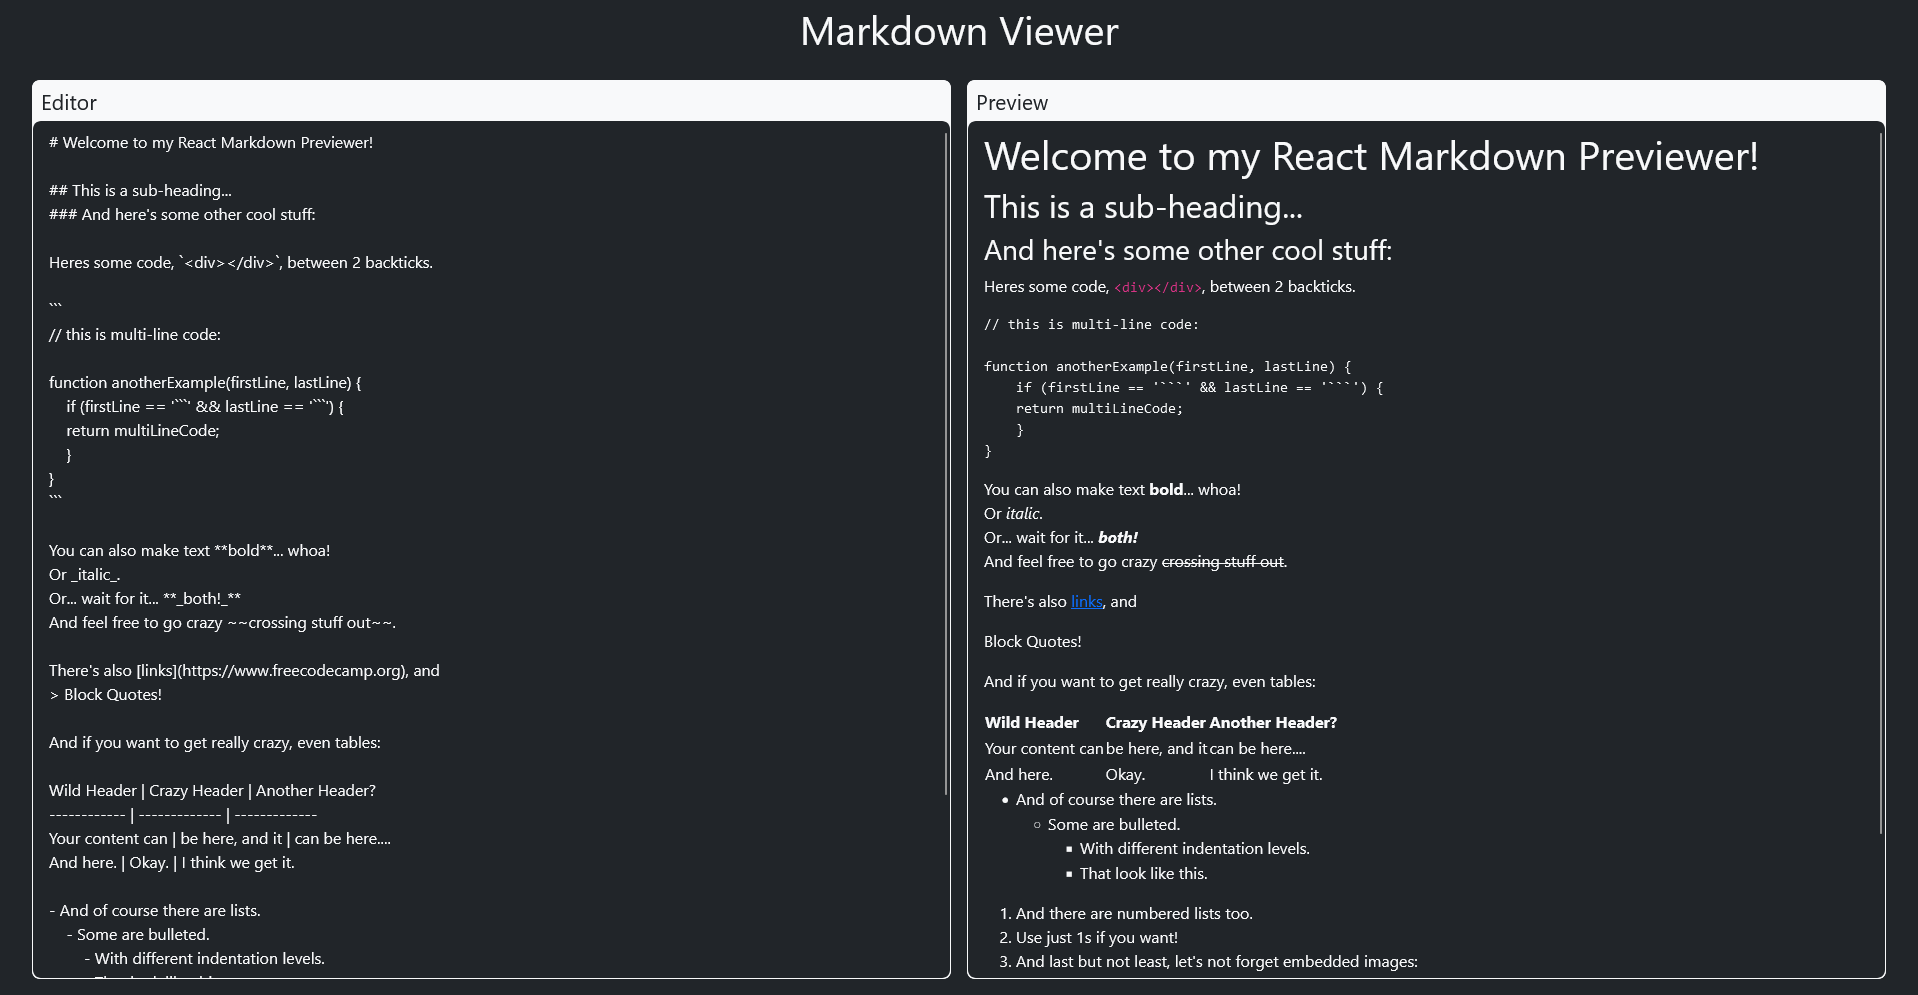 Markdown Viewer
Editor
# Welcome to my React Markdown Previewer!
## This is a sub-heading...
### And here's some other cool stuff:
Heres some code, `<div></div>`, between 2 backticks.
```
// this is multi-line code:
function anotherExample(firstLine, lastLine) {
    if (firstLine == '```' && lastLine == '```') {
    return multiLineCode;
    }
}
```
You can also make text **bold**... whoa!
Or _italic_.
Or... wait for it... **_both!_**
And feel free to go crazy ~~crossing stuff out~~.
There's also [links](https://www.freecodecamp.org), and
> Block Quotes!
And if you want to get really crazy, even tables:
Wild Header | Crazy Header | Another Header?
------------ | ------------- | -------------
Your content can | be here, and it | can be here....
And here. | Okay. | I think we get it.
- And of course there are lists.
    - Some are bulleted.
        - With different indentation levels.
Preview
Welcome to my React Markdown Previewer!
This is a sub-heading...
And here's some other cool stuff:
Heres some code, <div></div>, between 2 backticks.
// this is multi-line code:
function anotherExample(firstLine, lastLine) {
    if (firstLine == '```' && lastLine == '```') {
    return multiLineCode;
    }
}
You can also make text bold... whoa!
Or italic.
Or... wait for it... both!
And feel free to go crazy crossing stuff out.
There's also links, and
Block Quotes!
And if you want to get really crazy, even tables:
Wild Header Crazy Header Another Header?
Your content can be here, and it can be here....
And here. Okay. I think we get it.
• And of course there are lists.
◦ Some are bulleted.
▪ With different indentation levels.
▪ That look like this.
1. And there are numbered lists too.
2. Use just 1s if you want!
3. And last but not least, let's not forget embedded images: